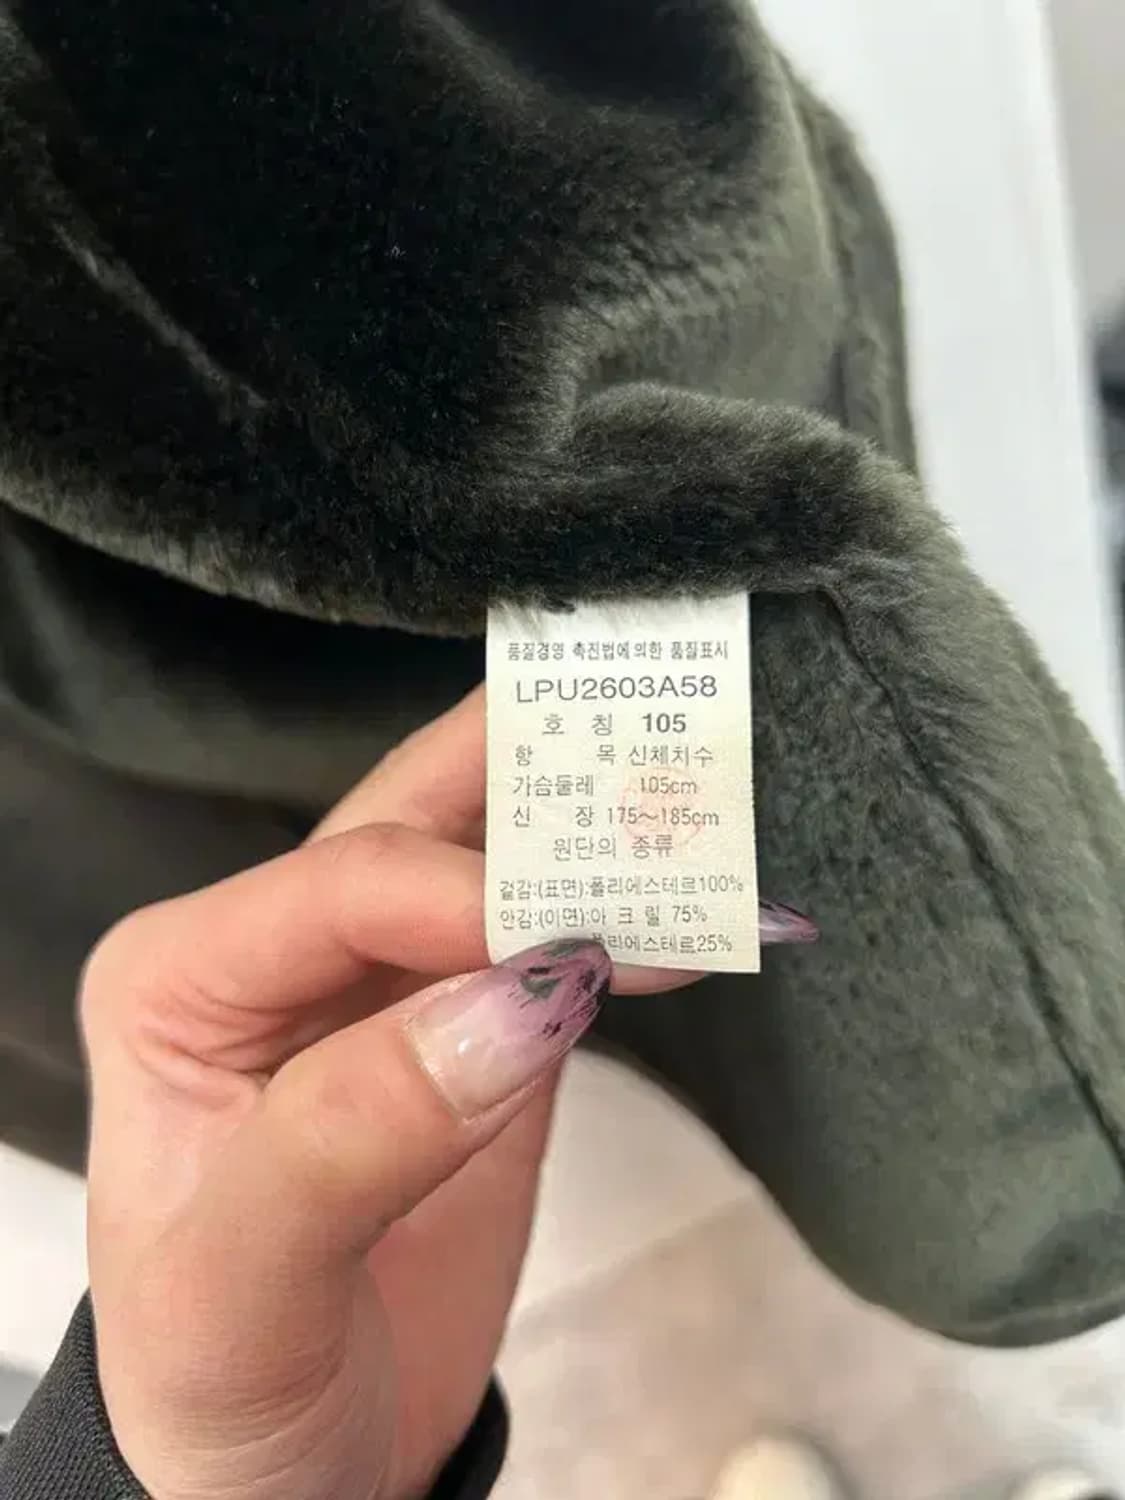 품질경영 촉진법에 의한 품질표시
LPU2603A58
호 칭 105
항 목 신체치수
가슴둘레 105cm
신 장 175~185cm
원단의 종류
겉감:(표면):폴리에스테르100%
안감:(이면):아 크 릴 75%
폴리에스테르25%